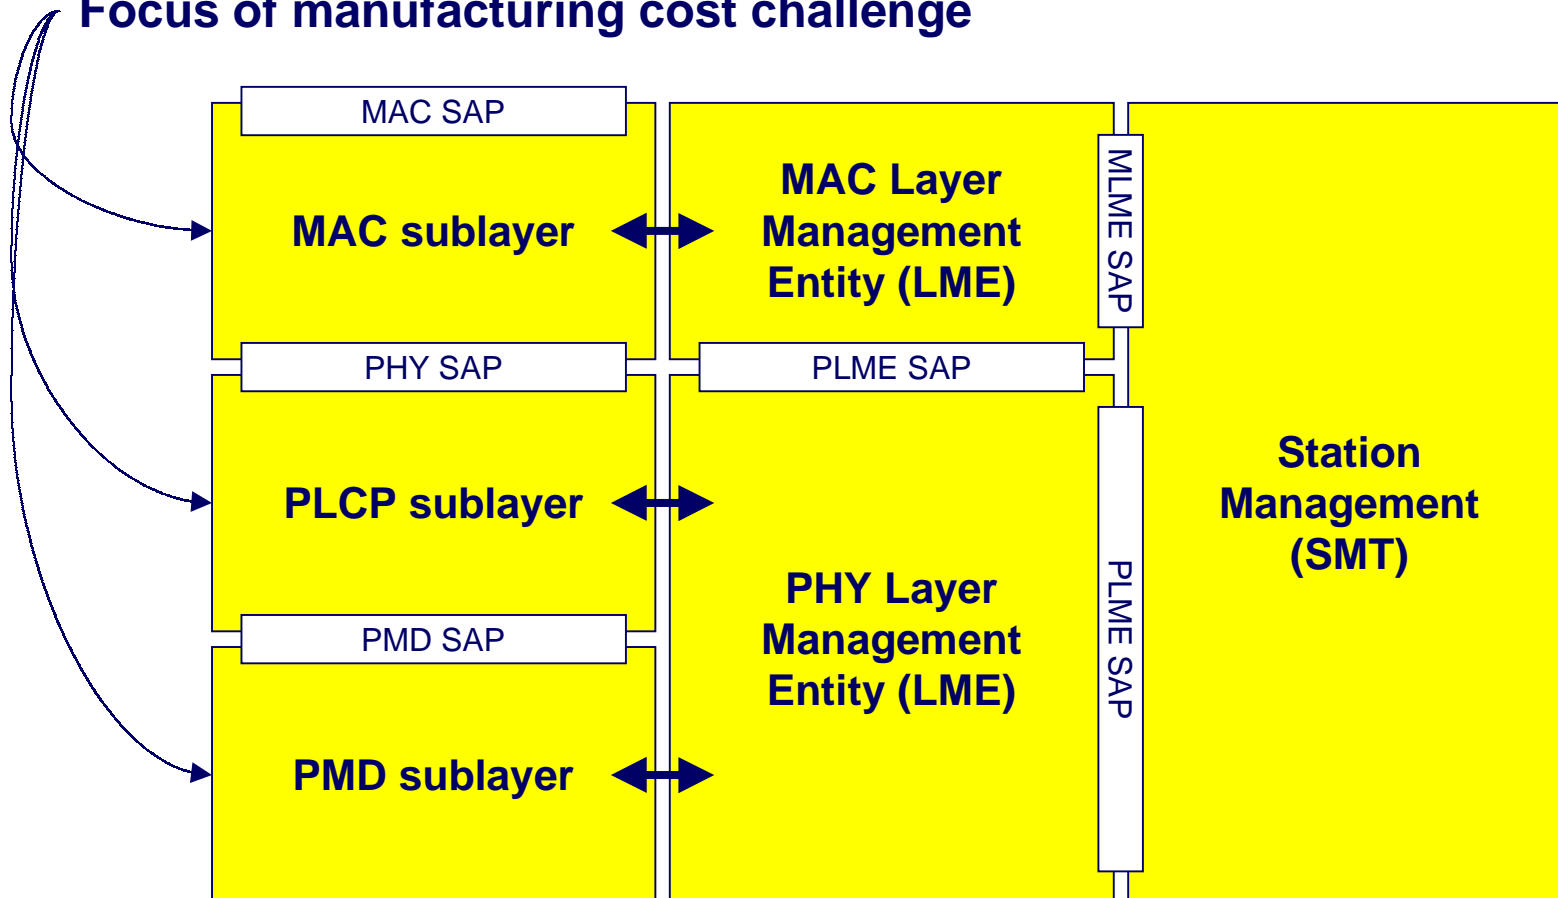 Focus of manufacturing cost challenge
MAC SAP
MAC sublayer
MAC Layer
Management
Entity (LME)
MLME SAP
PHY SAP
PLME SAP
PLCP sublayer
Station
Management
(SMT)
PHY Layer
Management
Entity (LME)
PLME SAP
PMD SAP
PMD sublayer